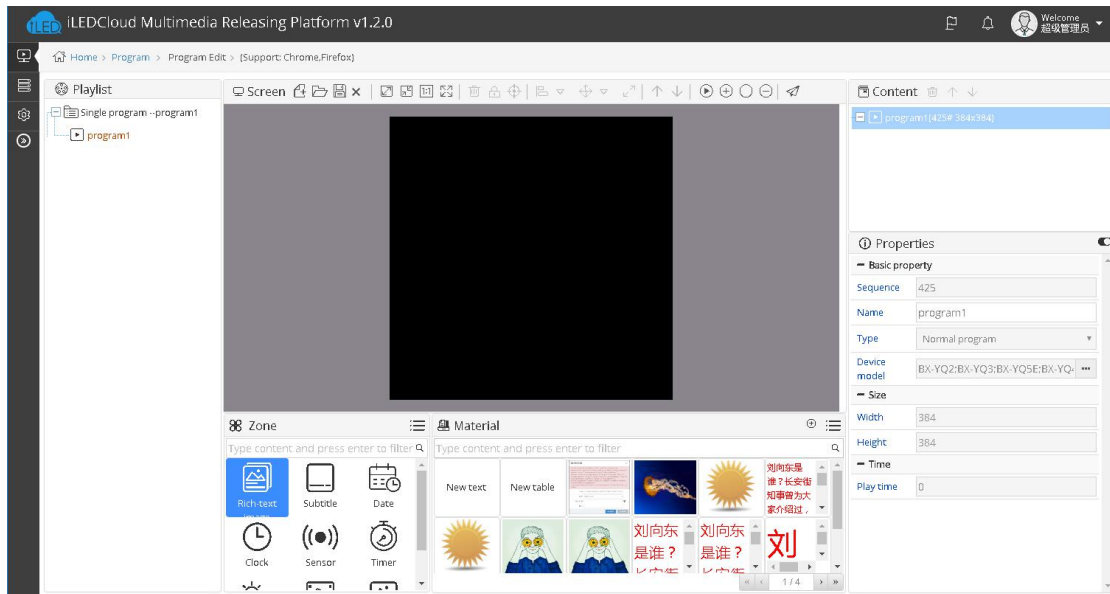 iLED
iLEDCloud Multimedia Releasing Platform v1.2.0
Welcome
超级管理员
Home > Program > Program Edit > (Support: Chrome,Firefox)
Playlist
Single program --program1
program1
Screen
1:1
Content
program1(425# 384x384)
Properties
Basic property
Sequence 425
Name program1
Type Normal program
Device
model BX-YQ2;BX-YQ3;BX-YQ5E;BX-YQ4 ...
Size
Width 384
Height 384
Time
Play time 0
Zone
Type content and press enter to filter
Rich-text
Subtitle
Date
Clock
Sensor
Timer
Material
Type content and press enter to filter
New text
New table
刘向东是
谁?长安街
知事曾为大
家介绍过,
刘向东
是谁?
刘向东
是谁?
刘
1 / 4